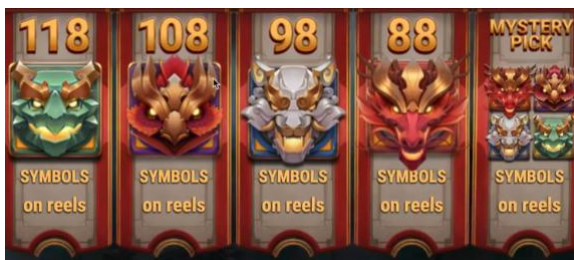 118
SYMBOLS
on reels
108
SYMBOLS
on reels
98
SYMBOLS
on reels
88
SYMBOLS
on reels
MYSTERY
PICK
SYMBOLS
on reels